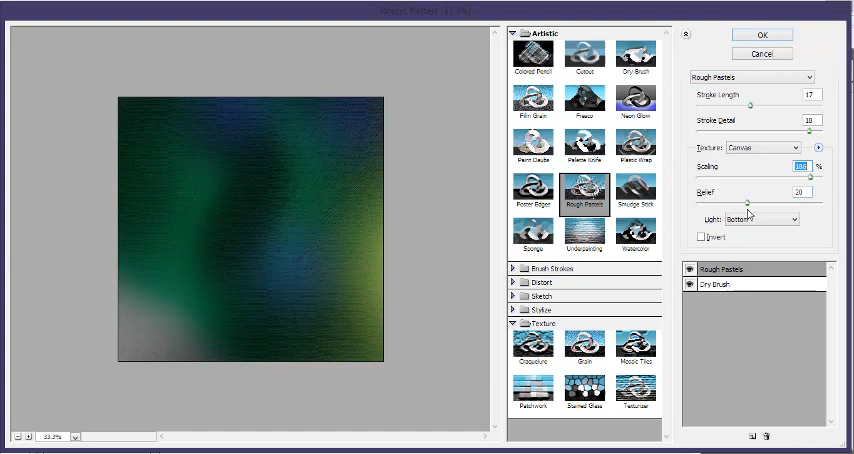 Rough Pastels (33.3%)
Artistic
Colored Pencil Cutout Dry Brush
Film Grain Fresco Neon Glow
Paint Daubs Palette Knife Plastic Wrap
Poster Edges Rough Pastels Smudge Stick
Sponge Underpainting Watercolor
Brush Strokes
Distort
Sketch
Stylize
Texture
Craquelure Grain Mosaic Tiles
Patchwork Stained Glass Texturizer
OK
Cancel
Rough Pastels
Stroke Length 17
Stroke Detail 18
Texture: Canvas
Scaling 186 %
Relief 20
Light: Bottom
Invert
Rough Pastels
Dry Brush
33.3%